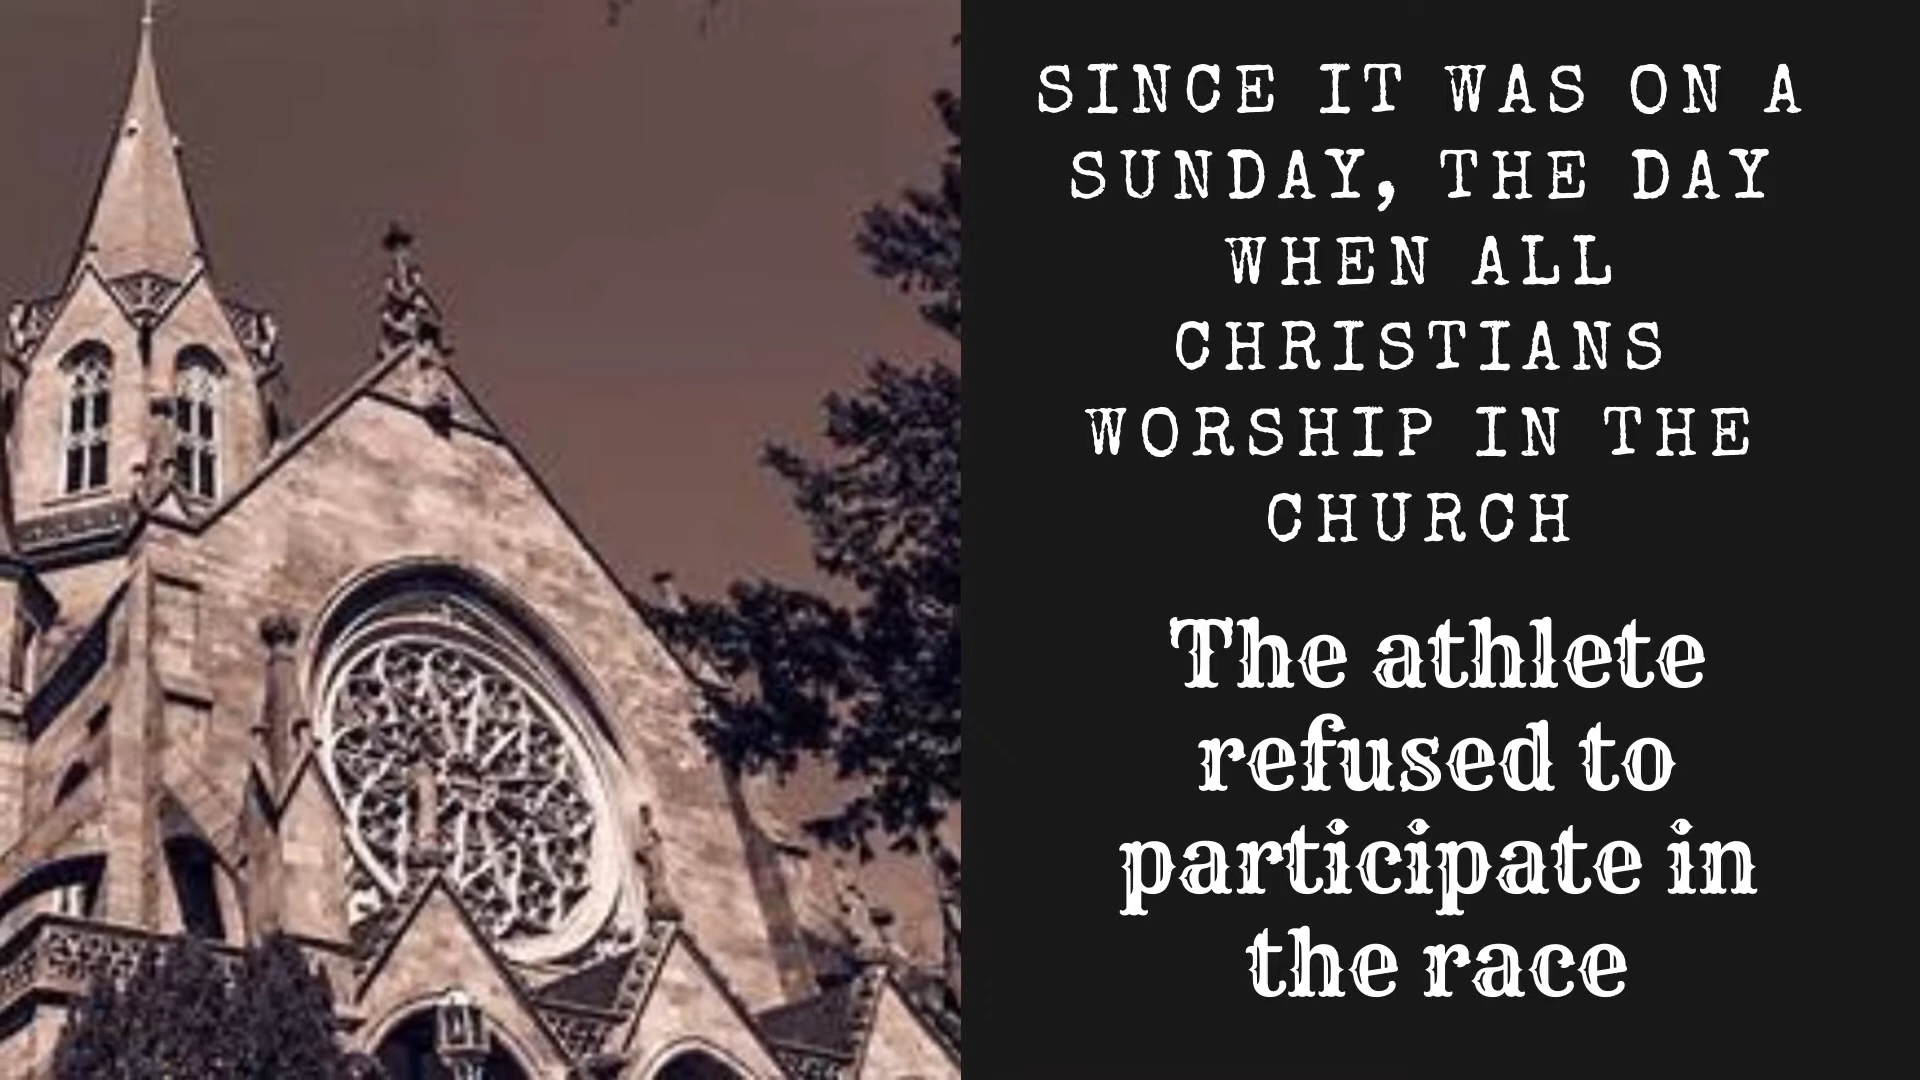 SINCE IT WAS ON A
SUNDAY, THE DAY
WHEN ALL
CHRISTIANS
WORSHIP IN THE
CHURCH
The athlete
refused to
participate in
the race